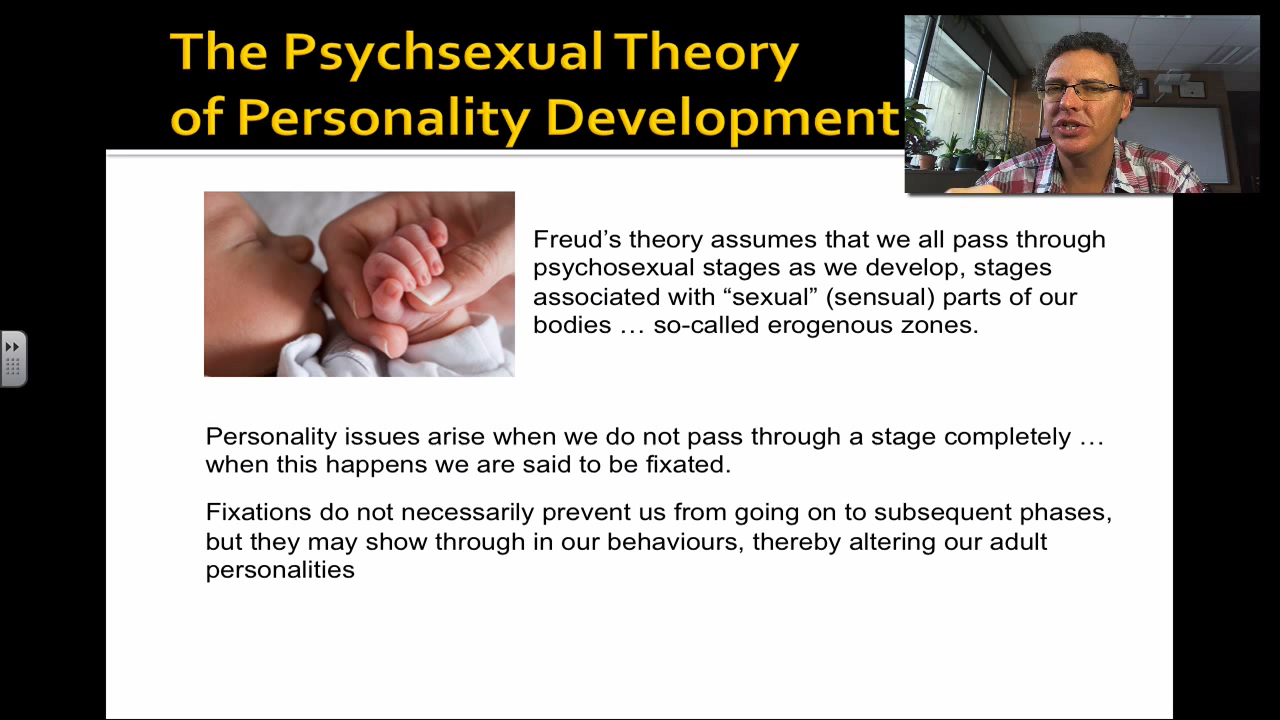 The Psychsexual Theory
of Personality Development
Freud’s theory assumes that we all pass through
psychosexual stages as we develop, stages
associated with “sexual” (sensual) parts of our
bodies … so-called erogenous zones.
Personality issues arise when we do not pass through a stage completely …
when this happens we are said to be fixated.
Fixations do not necessarily prevent us from going on to subsequent phases,
but they may show through in our behaviours, thereby altering our adult
personalities